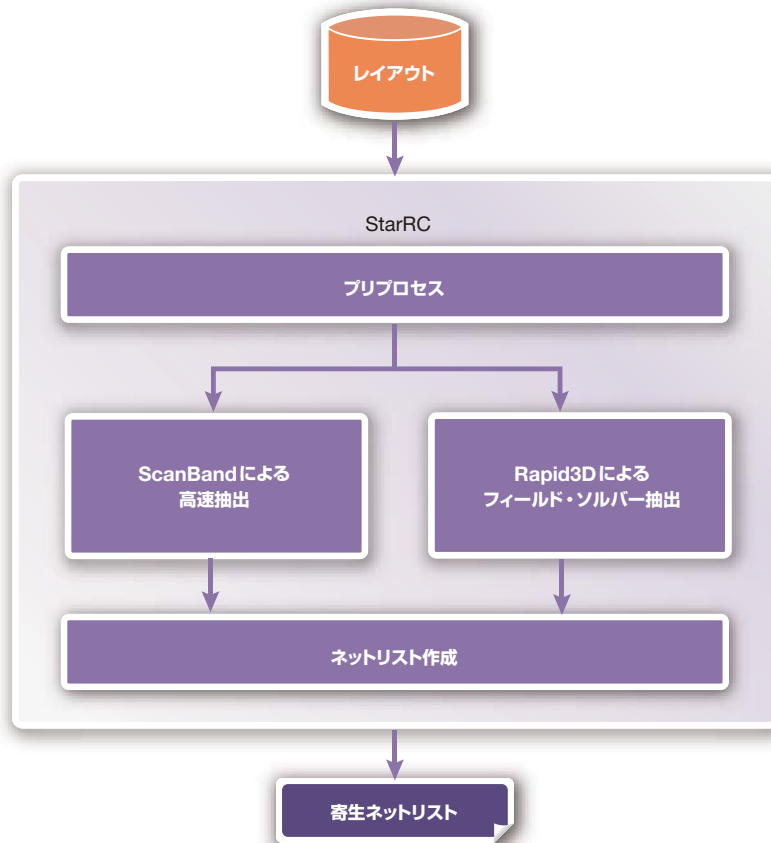 レイアウト
StarRC
プリプロセス
ScanBandによる
高速抽出
Rapid3Dによる
フィールド・ソルバー抽出
ネットリスト作成
寄生ネットリスト